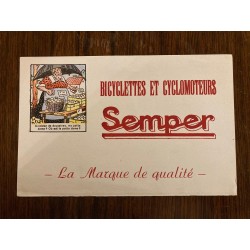 BICYCLETTES ET CYCLOMOTEURS
Semper
– La Marque de qualité –